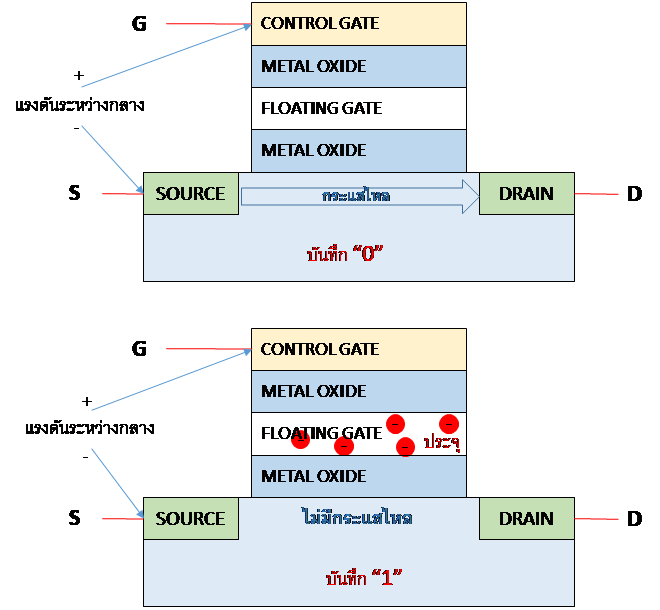 G
CONTROL GATE
METAL OXIDE
+
แรงดันระหว่างกลาง
FLOATING GATE
-
METAL OXIDE
S
SOURCE
กระแสไหล
DRAIN
D
บันทึก “0”
G
CONTROL GATE
METAL OXIDE
+
แรงดันระหว่างกลาง
FLOATING GATE
- - - - -
ประจุ
-
METAL OXIDE
S
SOURCE
ไม่มีกระแสไหล
DRAIN
D
บันทึก “1”